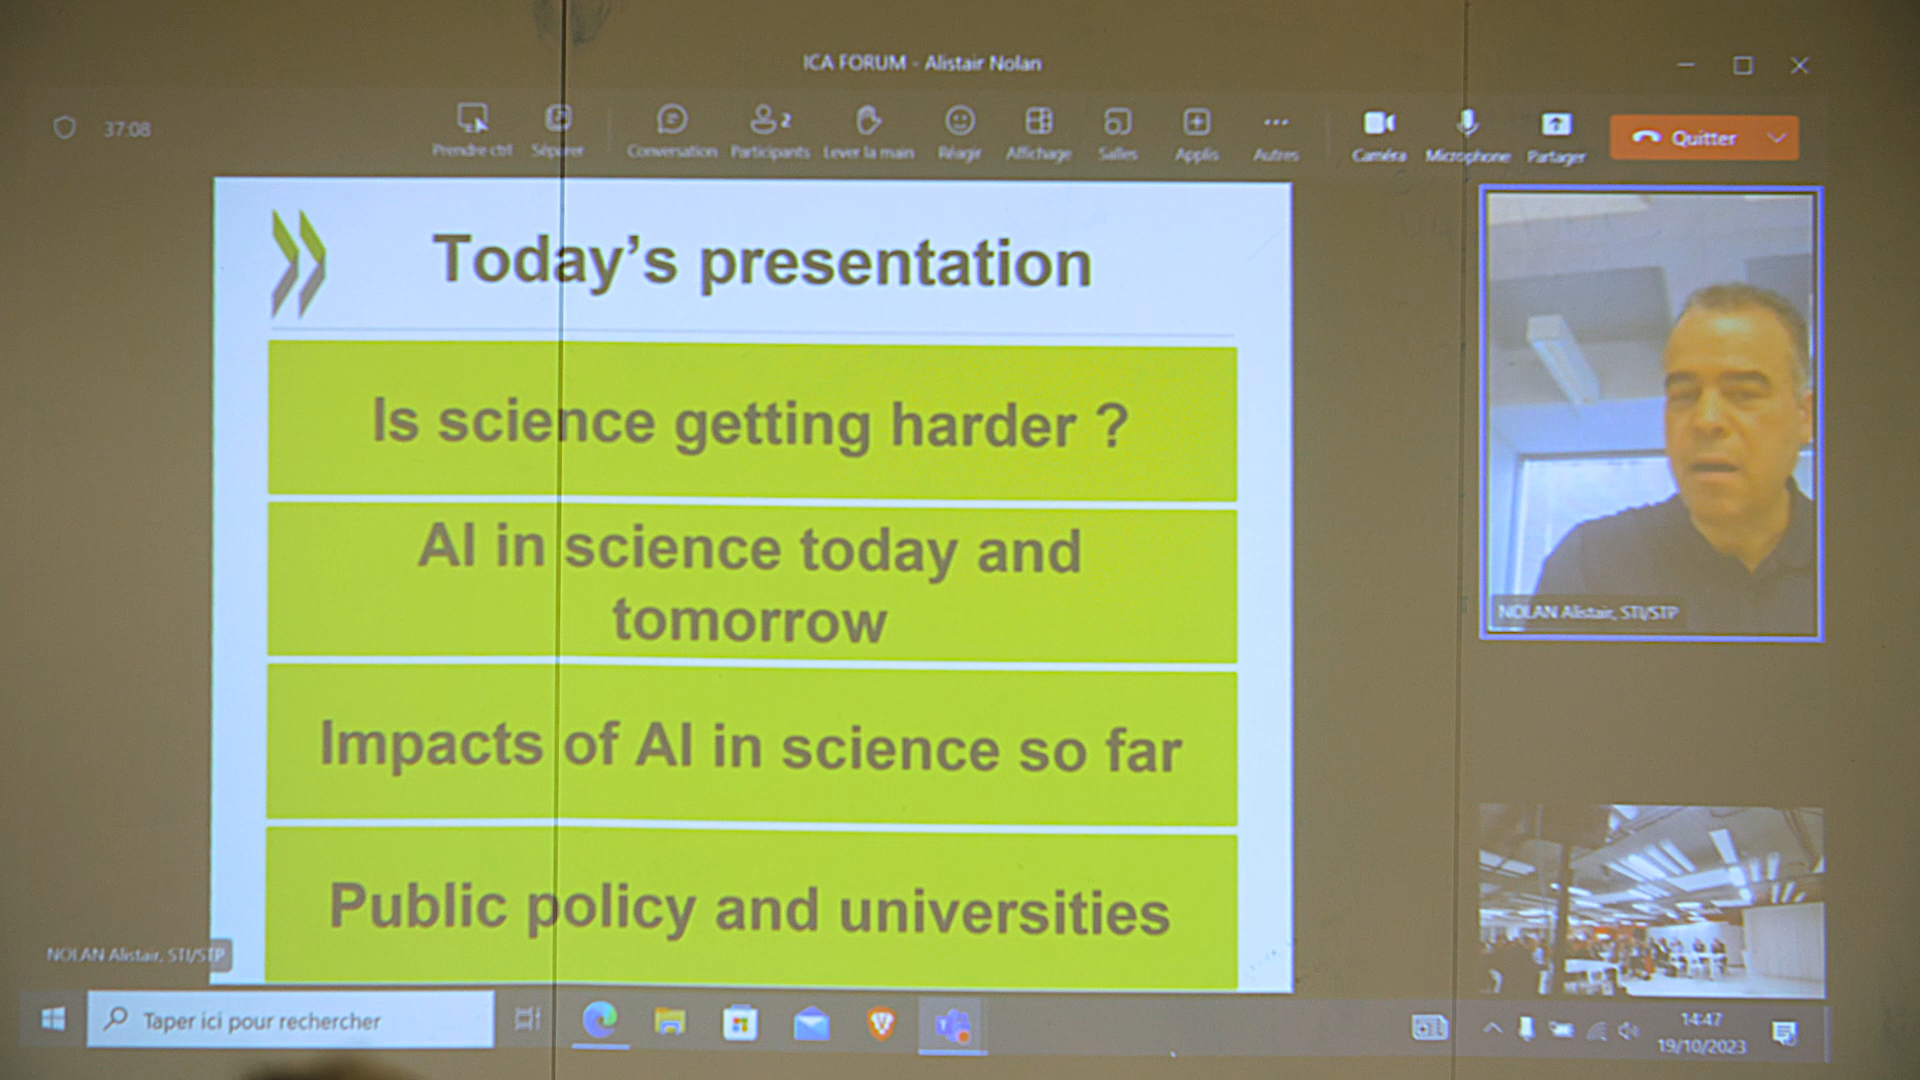 ICA FORUM - Alistair Nolan
37:08
Prendre ctrl
Séparer
Conversation
2
Participants
Lever la main
Réagir
Affichage
Salles
Applis
Autres
Caméra
Microphone
Partager
Quitter
Today's presentation
Is science getting harder ?
AI in science today and
tomorrow
Impacts of AI in science so far
Public policy and universities
NOLAN Alistair, STI/STP
NOLAN Alistair, STI/STP
Taper ici pour rechercher
14:47
19/10/2023